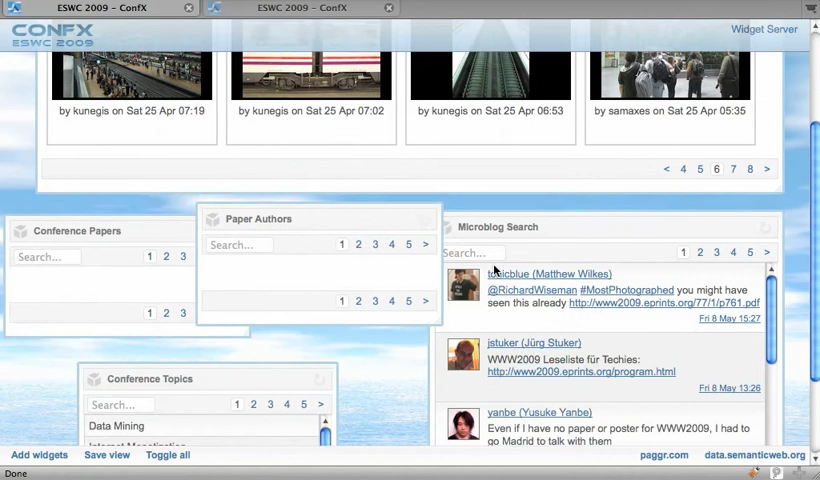 ESWC 2009 – ConfX
ESWC 2009 – ConfX
CONFX
ESWC 2009
Widget Server
by kunegis on Sat 25 Apr 07:19
by kunegis on Sat 25 Apr 07:02
by kunegis on Sat 25 Apr 06:53
by samaxes on Sat 25 Apr 05:35
< 4 5 6 7 8 >
Conference Papers
Search... 1 2 3
1 2 3
Paper Authors
Search... 1 2 3 4 5 >
1 2 3 4 5 >
Microblog Search
Search... 1 2 3 4 5 >
(Matthew Wilkes)
@RichardWiseman #MostPhotographed you might have
seen this already http://www2009.eprints.org/77/1/p761.pdf
Fri 8 May 15:27
jstuker (Jürg Stuker)
WWW2009 Leseliste für Techies:
http://www2009.eprints.org/program.html
Fri 8 May 13:26
yanbe (Yusuke Yanbe)
Even if I have no paper or poster for WWW2009, I had to
go Madrid to talk with them
Conference Topics
Search... 1 2 3 4 5 >
Data Mining
Internet Monetization
Add widgets Save view Toggle all
paggr.com data.semanticweb.org
Done